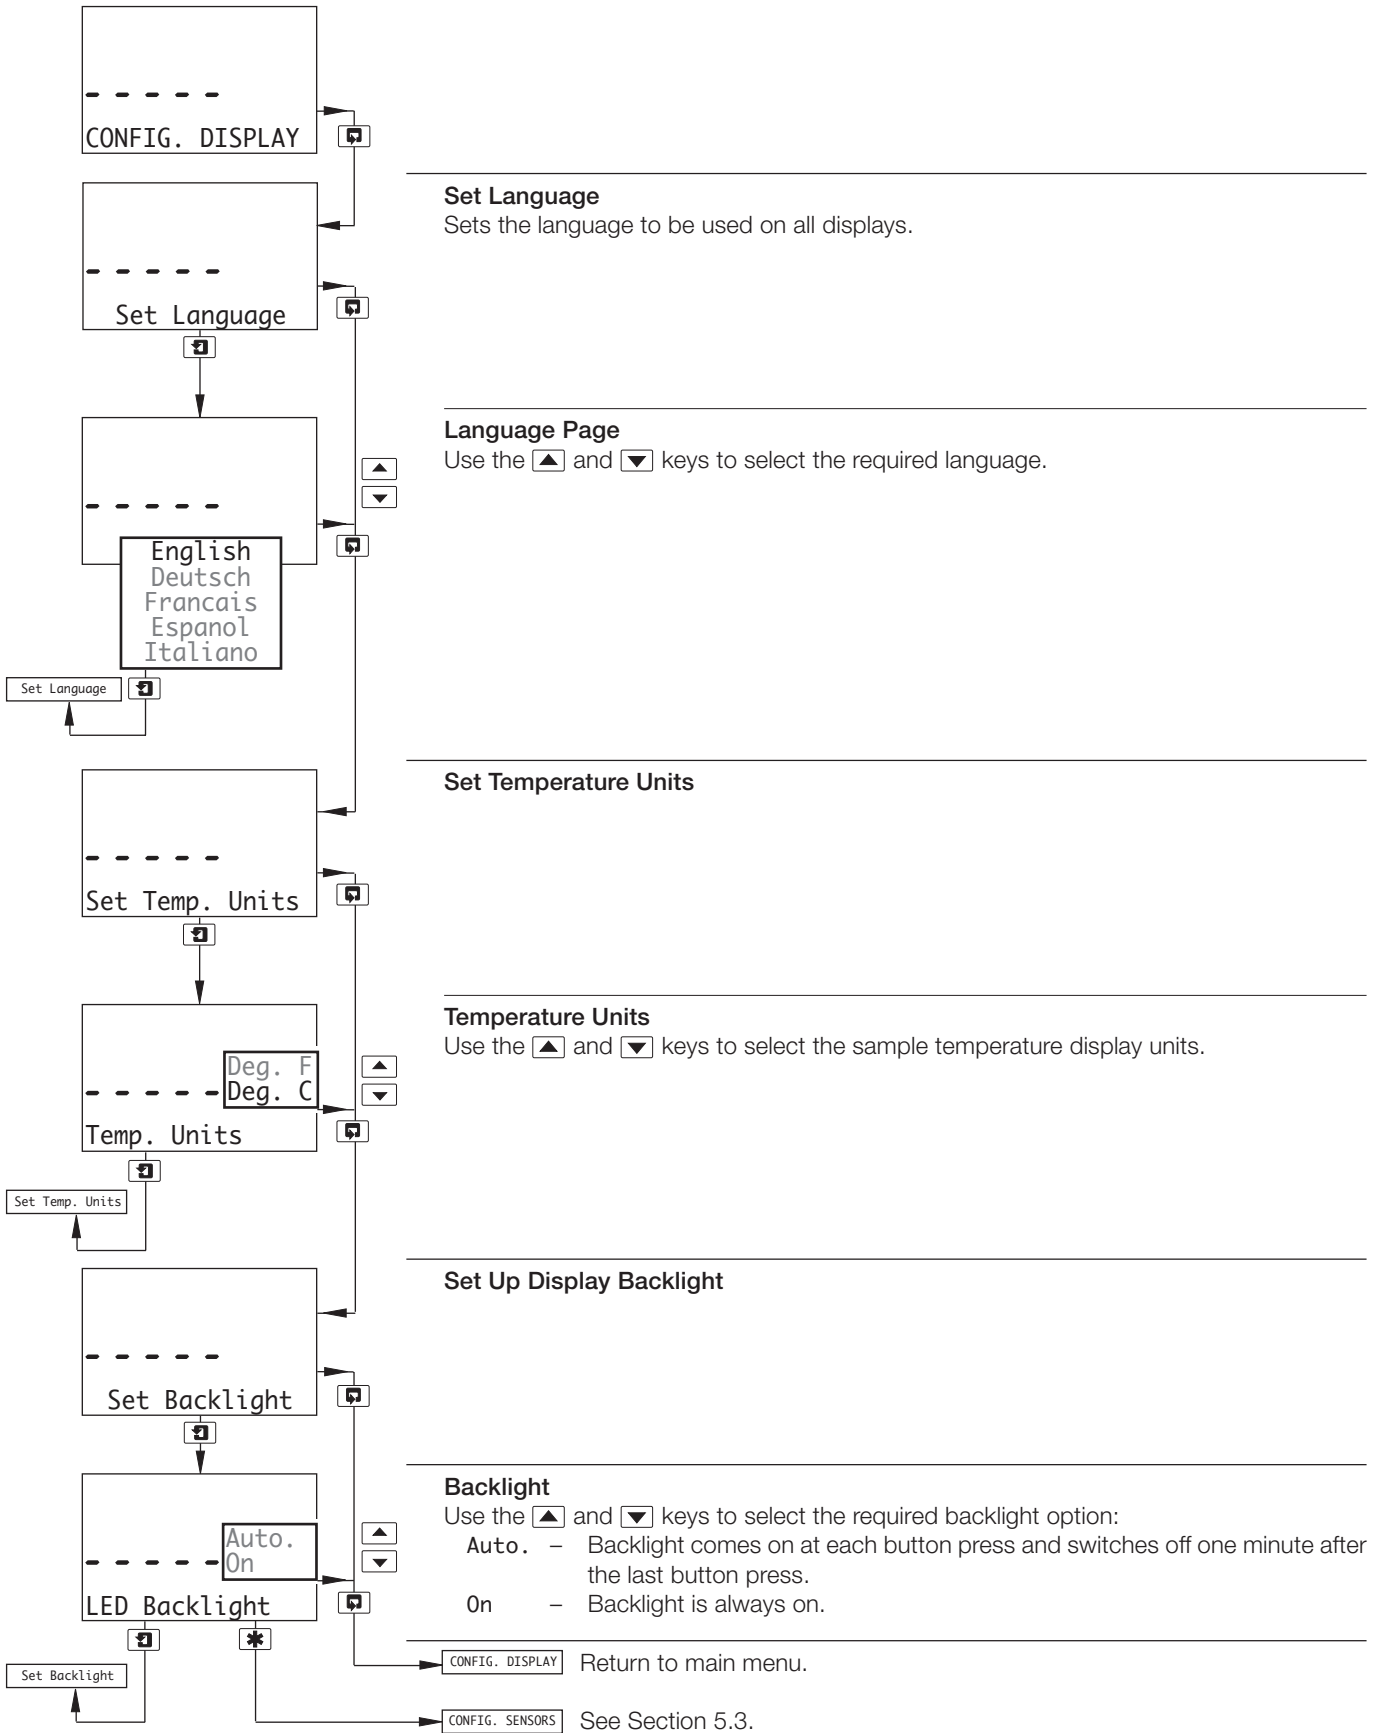 - - - - -
CONFIG. DISPLAY
Set Language
Sets the language to be used on all displays.
- - - - -
Set Language
Language Page
Use the ▲ and ▼ keys to select the required language.
- - - - -
English
Deutsch
Francais
Espanol
Italiano
Set Language
Set Temperature Units
- - - - -
Set Temp. Units
Temperature Units
Use the ▲ and ▼ keys to select the sample temperature display units.
Deg. F
- - - - - Deg. C
Temp. Units
Set Temp. Units
Set Up Display Backlight
- - - - -
Set Backlight
Backlight
Use the ▲ and ▼ keys to select the required backlight option:
Auto. – Backlight comes on at each button press and switches off one minute after
the last button press.
On – Backlight is always on.
Auto.
- - - - - On
LED Backlight
Set Backlight
CONFIG. DISPLAY Return to main menu.
CONFIG. SENSORS See Section 5.3.